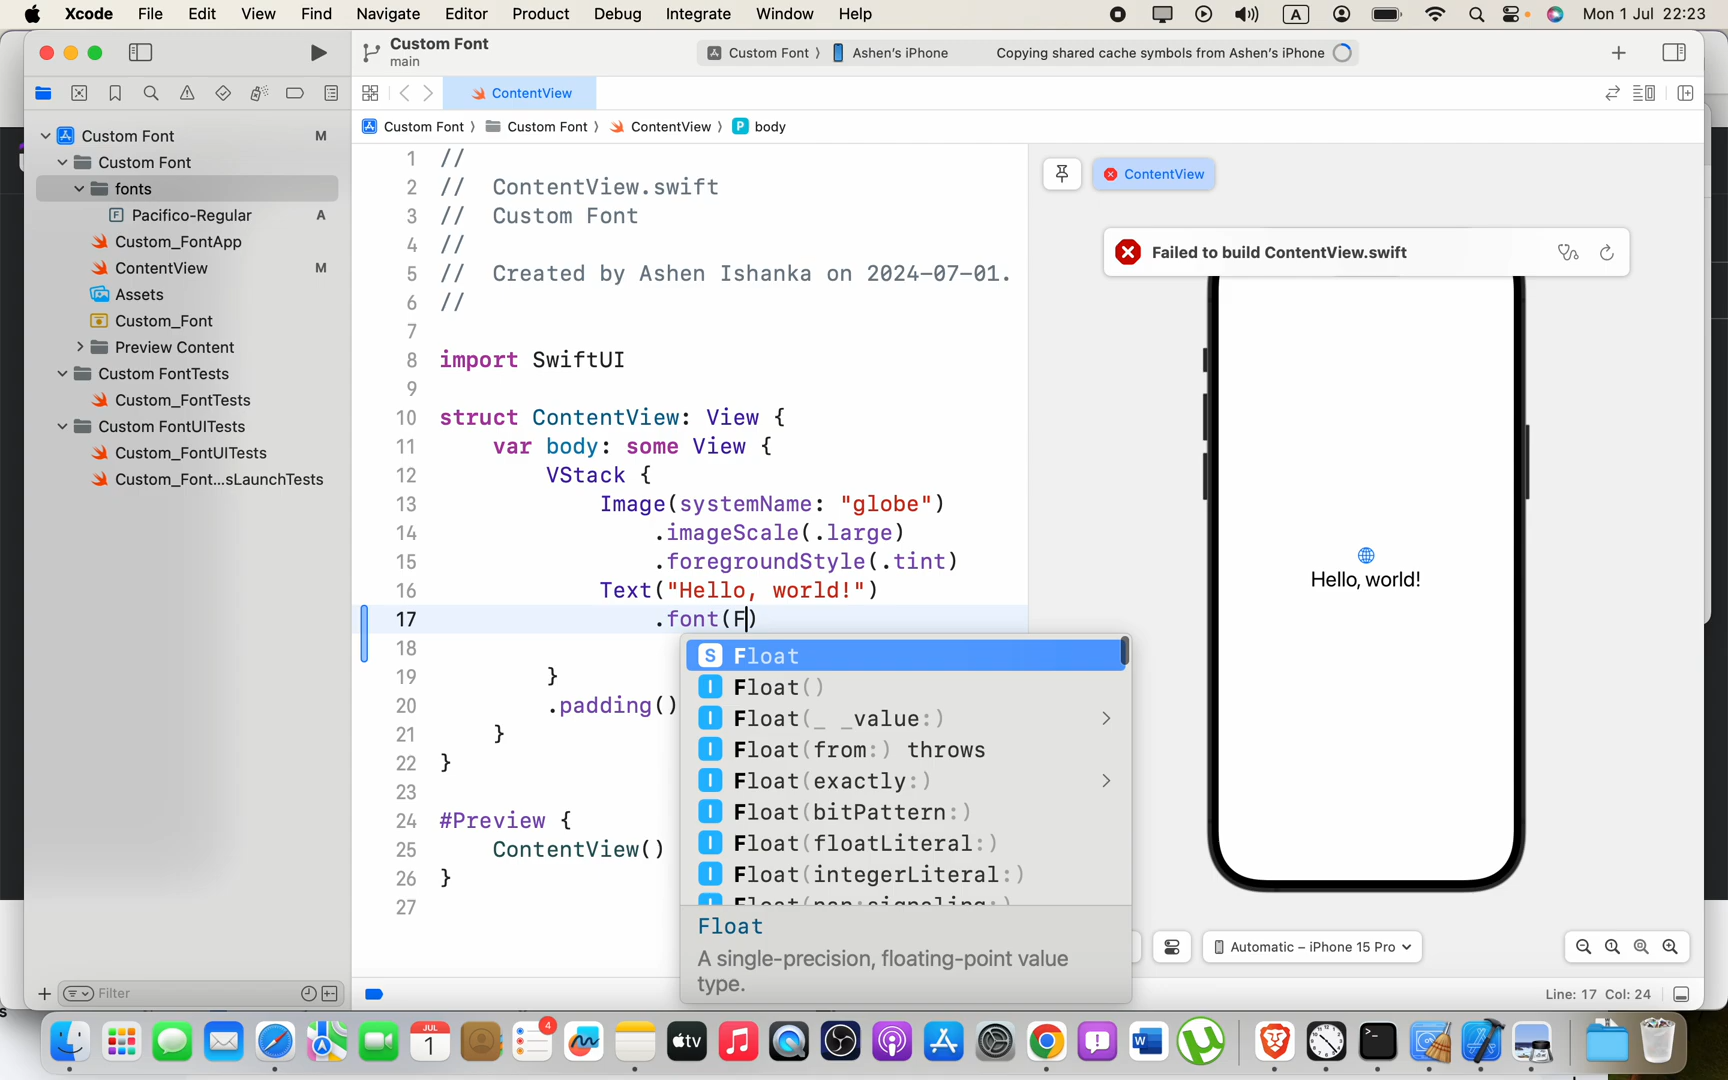 Xcode File Edit View Find Navigate Editor Product Debug Integrate Window Help A Mon 1 Jul 22:23
Custom Font
main
Custom Font 〉 Ashen's iPhone Copying shared cache symbols from Ashen's iPhone
ContentView
Custom Font 〉 Custom Font 〉 ContentView 〉 P body
Custom Font M
Custom Font
fonts
F Pacifico-Regular A
Custom_FontApp
ContentView M
Assets
Custom_Font
Preview Content
Custom FontTests
Custom_FontTests
Custom FontUITests
Custom_FontUITests
Custom_Font...sLaunchTests
Filter
1 //
2 // ContentView.swift
3 // Custom Font
4 //
5 // Created by Ashen Ishanka on 2024-07-01.
6 //
7
8 import SwiftUI
9
10 struct ContentView: View {
11 var body: some View {
12 VStack {
13 Image(systemName: "globe")
14 .imageScale(.large)
15 .foregroundStyle(.tint)
16 Text("Hello, world!")
17 .font(F)
18
19 }
20 .padding()
21 }
22 }
23
24 #Preview {
25 ContentView()
26 }
27
S Float
I Float()
I Float(_ _value:)
I Float(from:) throws
I Float(exactly:)
I Float(bitPattern:)
I Float(floatLiteral:)
I Float(integerLiteral:)
Float
A single-precision, floating-point value
type.
ContentView
Failed to build ContentView.swift
Hello, world!
Automatic – iPhone 15 Pro
Line: 17 Col: 24
JUL
1
4
tv
W